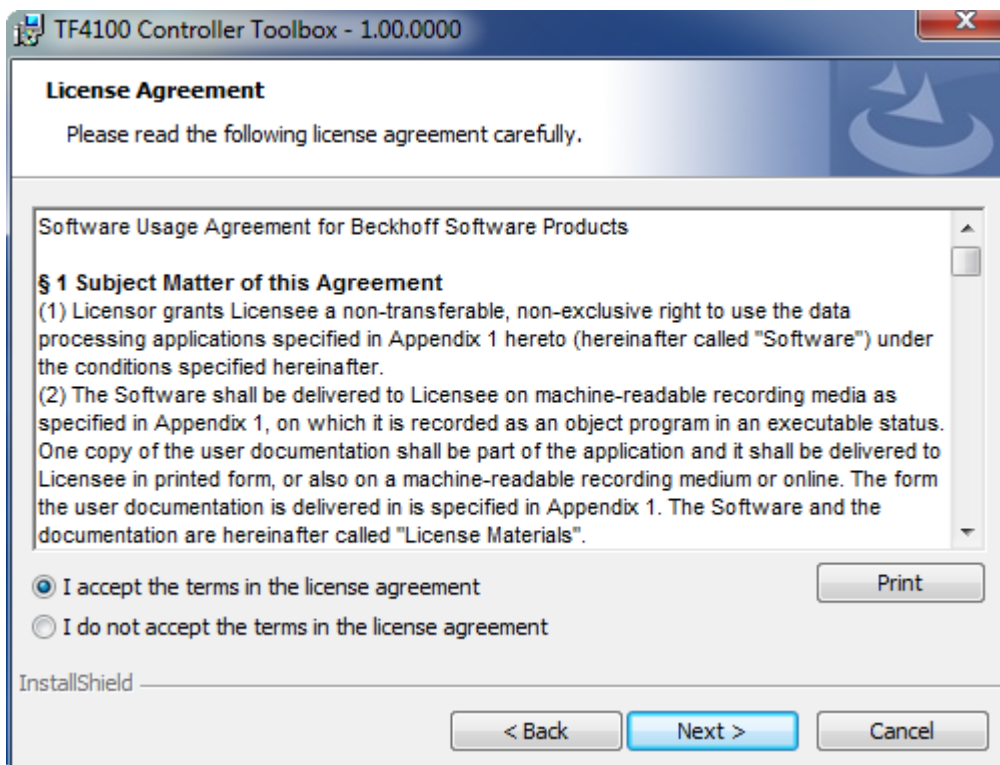 TF4100 Controller Toolbox - 1.00.0000
License Agreement
Please read the following license agreement carefully.
Software Usage Agreement for Beckhoff Software Products
§ 1 Subject Matter of this Agreement
(1) Licensor grants Licensee a non-transferable, non-exclusive right to use the data
processing applications specified in Appendix 1 hereto (hereinafter called "Software") under
the conditions specified hereinafter.
(2) The Software shall be delivered to Licensee on machine-readable recording media as
specified in Appendix 1, on which it is recorded as an object program in an executable status.
One copy of the user documentation shall be part of the application and it shall be delivered to
Licensee in printed form, or also on a machine-readable recording medium or online. The form
the user documentation is delivered in is specified in Appendix 1. The Software and the
documentation are hereinafter called "License Materials".
I accept the terms in the license agreement
Print
I do not accept the terms in the license agreement
InstallShield
< Back
Next >
Cancel